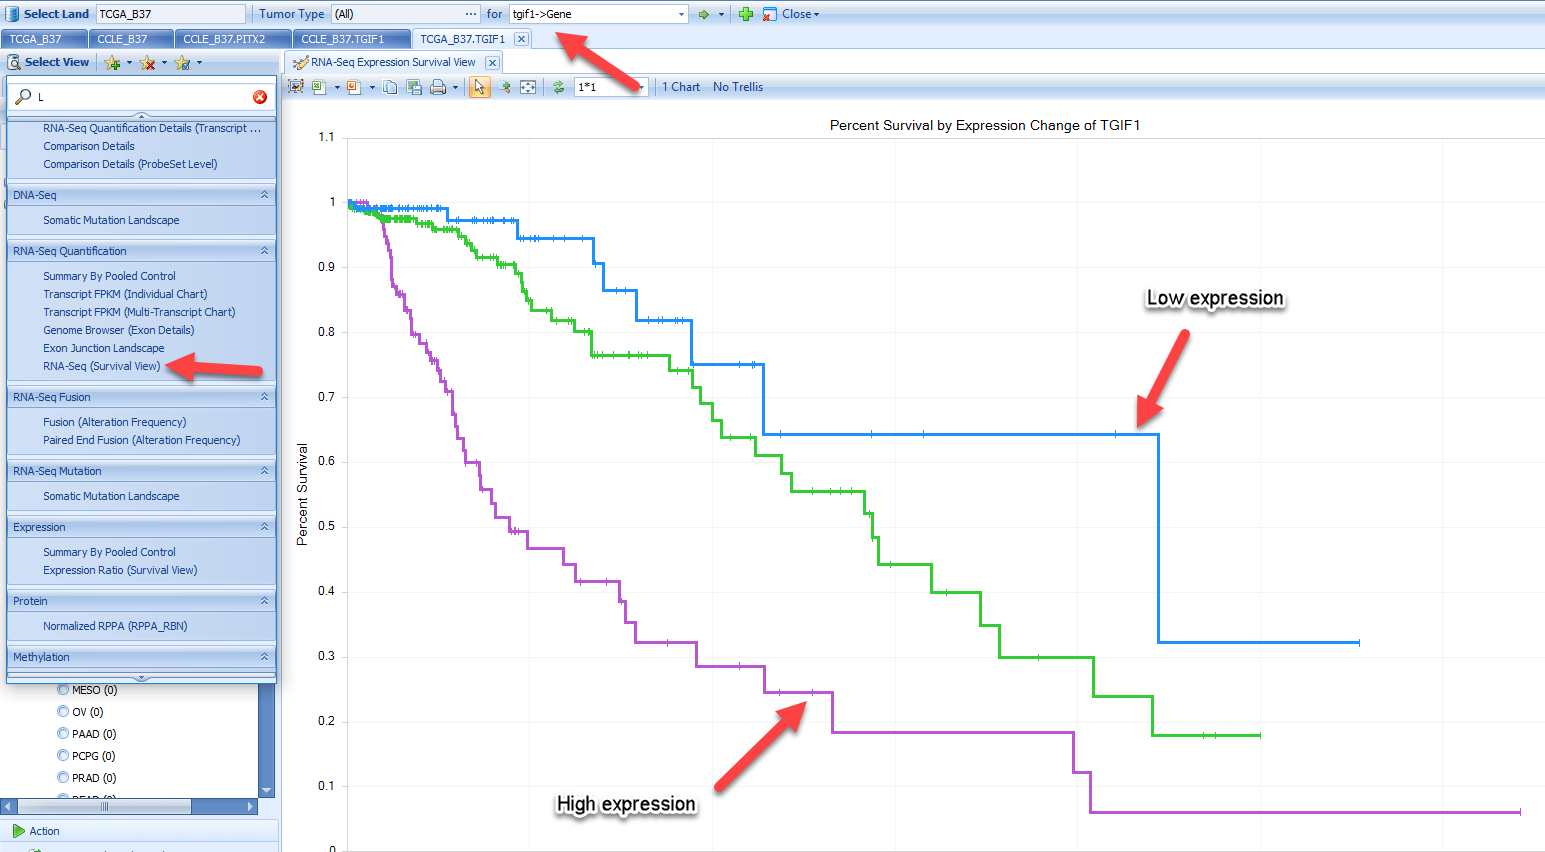 Select Land TCGA_B37 Tumor Type (All) ... for tgif1->Gene Close
TCGA_B37 CCLE_B37 CCLE_B37.PITX2 CCLE_B37.TGIF1 TCGA_B37.TGIF1
Select View
RNA-Seq Expression Survival View
1*1 1 Chart No Trellis
L
RNA-Seq Quantification Details (Transcript ...
Comparison Details
Comparison Details (ProbeSet Level)
DNA-Seq
Somatic Mutation Landscape
RNA-Seq Quantification
Summary By Pooled Control
Transcript FPKM (Individual Chart)
Transcript FPKM (Multi-Transcript Chart)
Genome Browser (Exon Details)
Exon Junction Landscape
RNA-Seq (Survival View)
RNA-Seq Fusion
Fusion (Alteration Frequency)
Paired End Fusion (Alteration Frequency)
RNA-Seq Mutation
Somatic Mutation Landscape
Expression
Summary By Pooled Control
Expression Ratio (Survival View)
Protein
Normalized RPPA (RPPA_RBN)
Methylation
MESO (0)
OV (0)
PAAD (0)
PCPG (0)
PRAD (0)
Action
Percent Survival by Expression Change of TGIF1
1.1
1
0.9
0.8
0.7
0.6
0.5
0.4
0.3
0.2
0.1
0
Percent Survival
Low expression
High expression